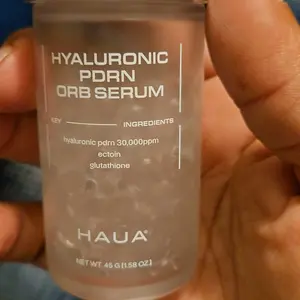 HYALURONIC
PDRN
ORB SERUM
KEY INGREDIENTS
hyaluronic pdrn 30,000ppm
ectoin
glutathione
HAUA®
NET WT 45 G (1.58 OZ.)